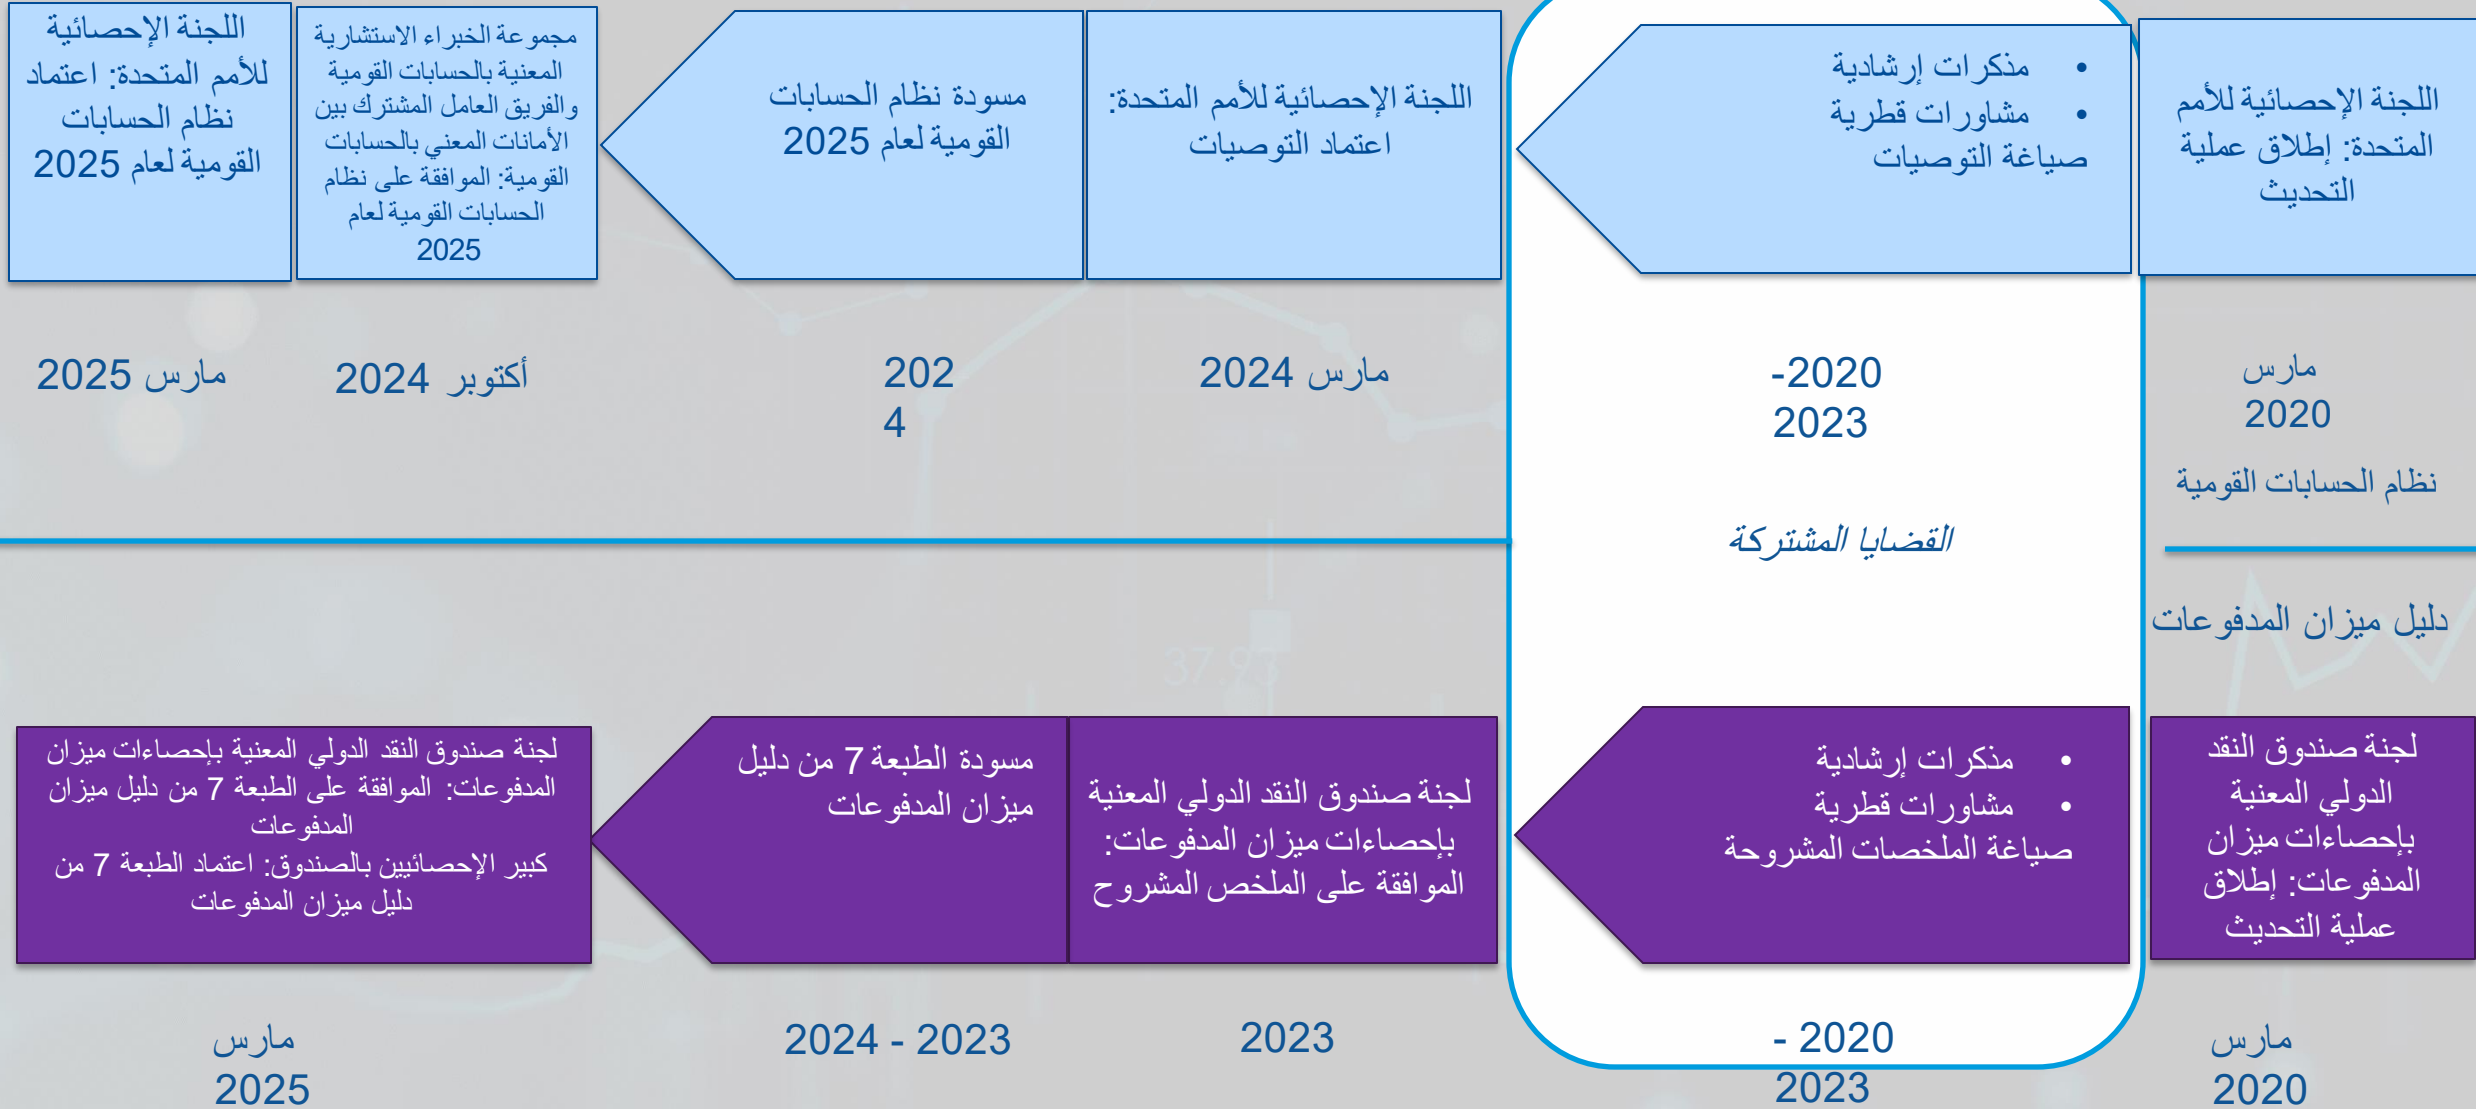 اللجنة الإحصائية للأمم
المتحدة: إطلاق عملية
التحديث
• مذكرات إرشادية
• مشاورات قطرية
صياغة التوصيات
اللجنة الإحصائية للأمم المتحدة:
اعتماد التوصيات
مسودة نظام الحسابات
القومية لعام 2025
مجموعة الخبراء الاستشارية
المعنية بالحسابات القومية
والفريق العامل المشترك بين
الأمانات المعني بالحسابات
القومية: الموافقة على نظام
الحسابات القومية لعام
2025
اللجنة الإحصائية
للأمم المتحدة: اعتماد
نظام الحسابات
القومية لعام 2025
مارس
2020
2020-
2023
مارس 2024
202
4
أكتوبر 2024
مارس 2025
نظام الحسابات القومية
القضايا المشتركة
دليل ميزان المدفوعات
37.93
لجنة صندوق النقد
الدولي المعنية
بإحصاءات ميزان
المدفوعات: إطلاق
عملية التحديث
• مذكرات إرشادية
• مشاورات قطرية
صياغة الملخصات المشروحة
لجنة صندوق النقد الدولي المعنية
بإحصاءات ميزان المدفوعات:
الموافقة على الملخص المشروح
مسودة الطبعة 7 من دليل
ميزان المدفوعات
لجنة صندوق النقد الدولي المعنية بإحصاءات ميزان
المدفوعات: الموافقة على الطبعة 7 من دليل ميزان
المدفوعات
كبير الإحصائيين بالصندوق: اعتماد الطبعة 7 من
دليل ميزان المدفوعات
مارس
2020
2020 -
2023
2023
2023 - 2024
مارس
2025